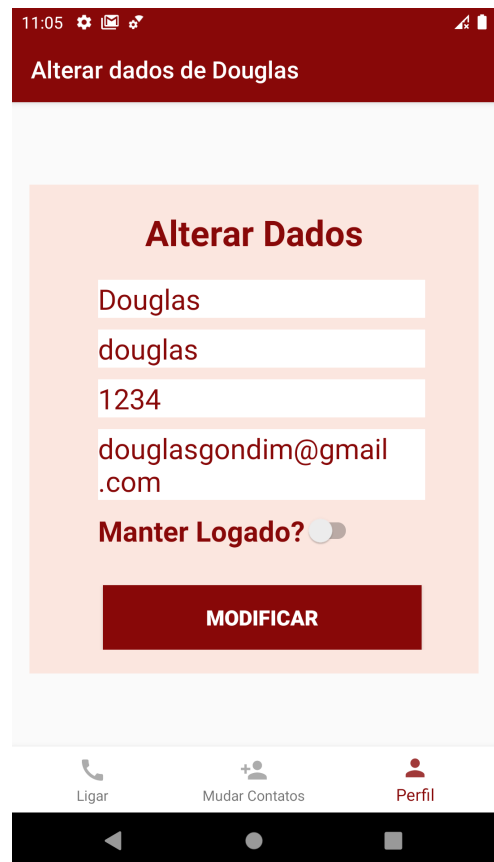 11:05
Alterar dados de Douglas
Alterar Dados
Douglas
douglas
1234
douglasgondim@gmail
.com
Manter Logado?
MODIFICAR
Ligar
Mudar Contatos
Perfil